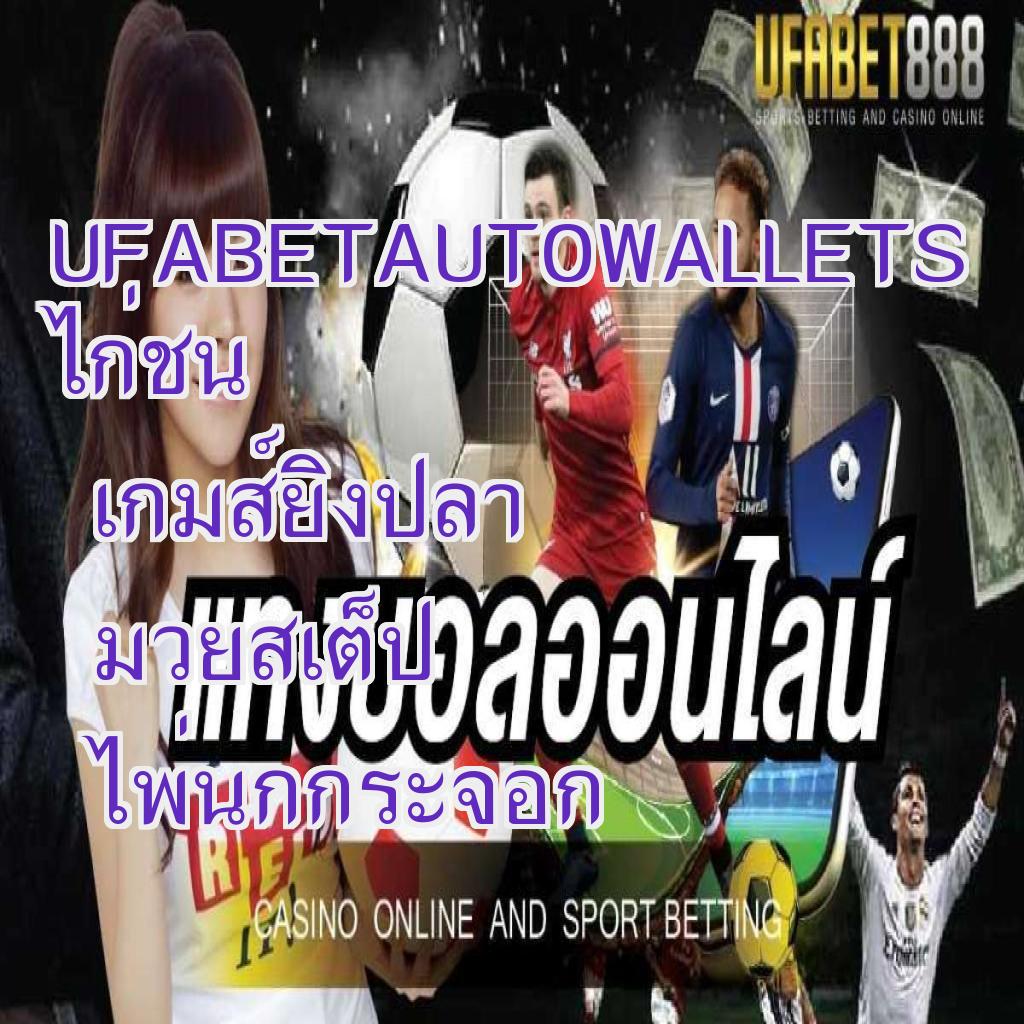 UFABET888
SPORTS BETTING AND CASINO ONLINE
UFABETAUTOWALLETS
ไก่ชน
เกมส์ยิงปลา
มวยสเต็ป
แทงบอลออนไลน์
ไพ่นกกระจอก
CASINO ONLINE AND SPORT BETTING